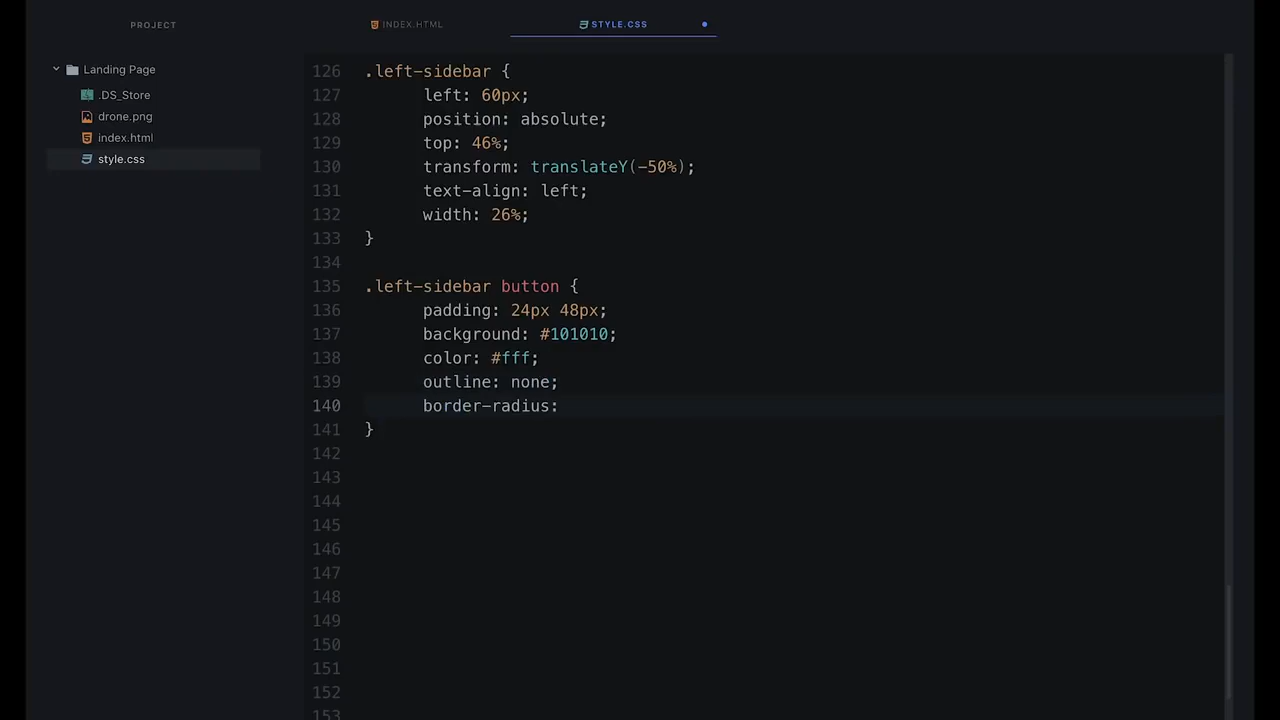 PROJECT
INDEX.HTML
STYLE.CSS
Landing Page
.DS_Store
drone.png
index.html
style.css
126 .left-sidebar {
127 left: 60px;
128 position: absolute;
129 top: 46%;
130 transform: translateY(-50%);
131 text-align: left;
132 width: 26%;
133 }
134
135 .left-sidebar button {
136 padding: 24px 48px;
137 background: #101010;
138 color: #fff;
139 outline: none;
140 border-radius:
141 }
142
143
144
145
146
147
148
149
150
151
152
153